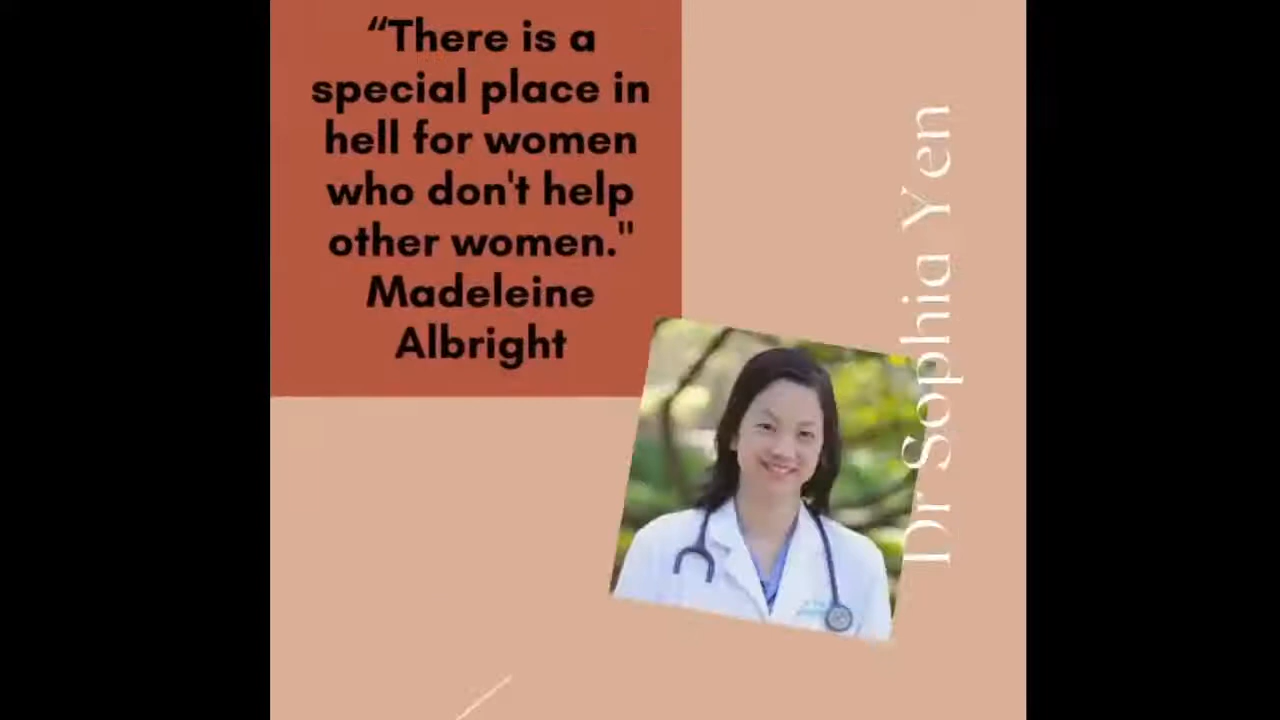 “There is a
special place in
hell for women
who don't help
other women."
Madeleine
Albright
Dr Sophia Yen